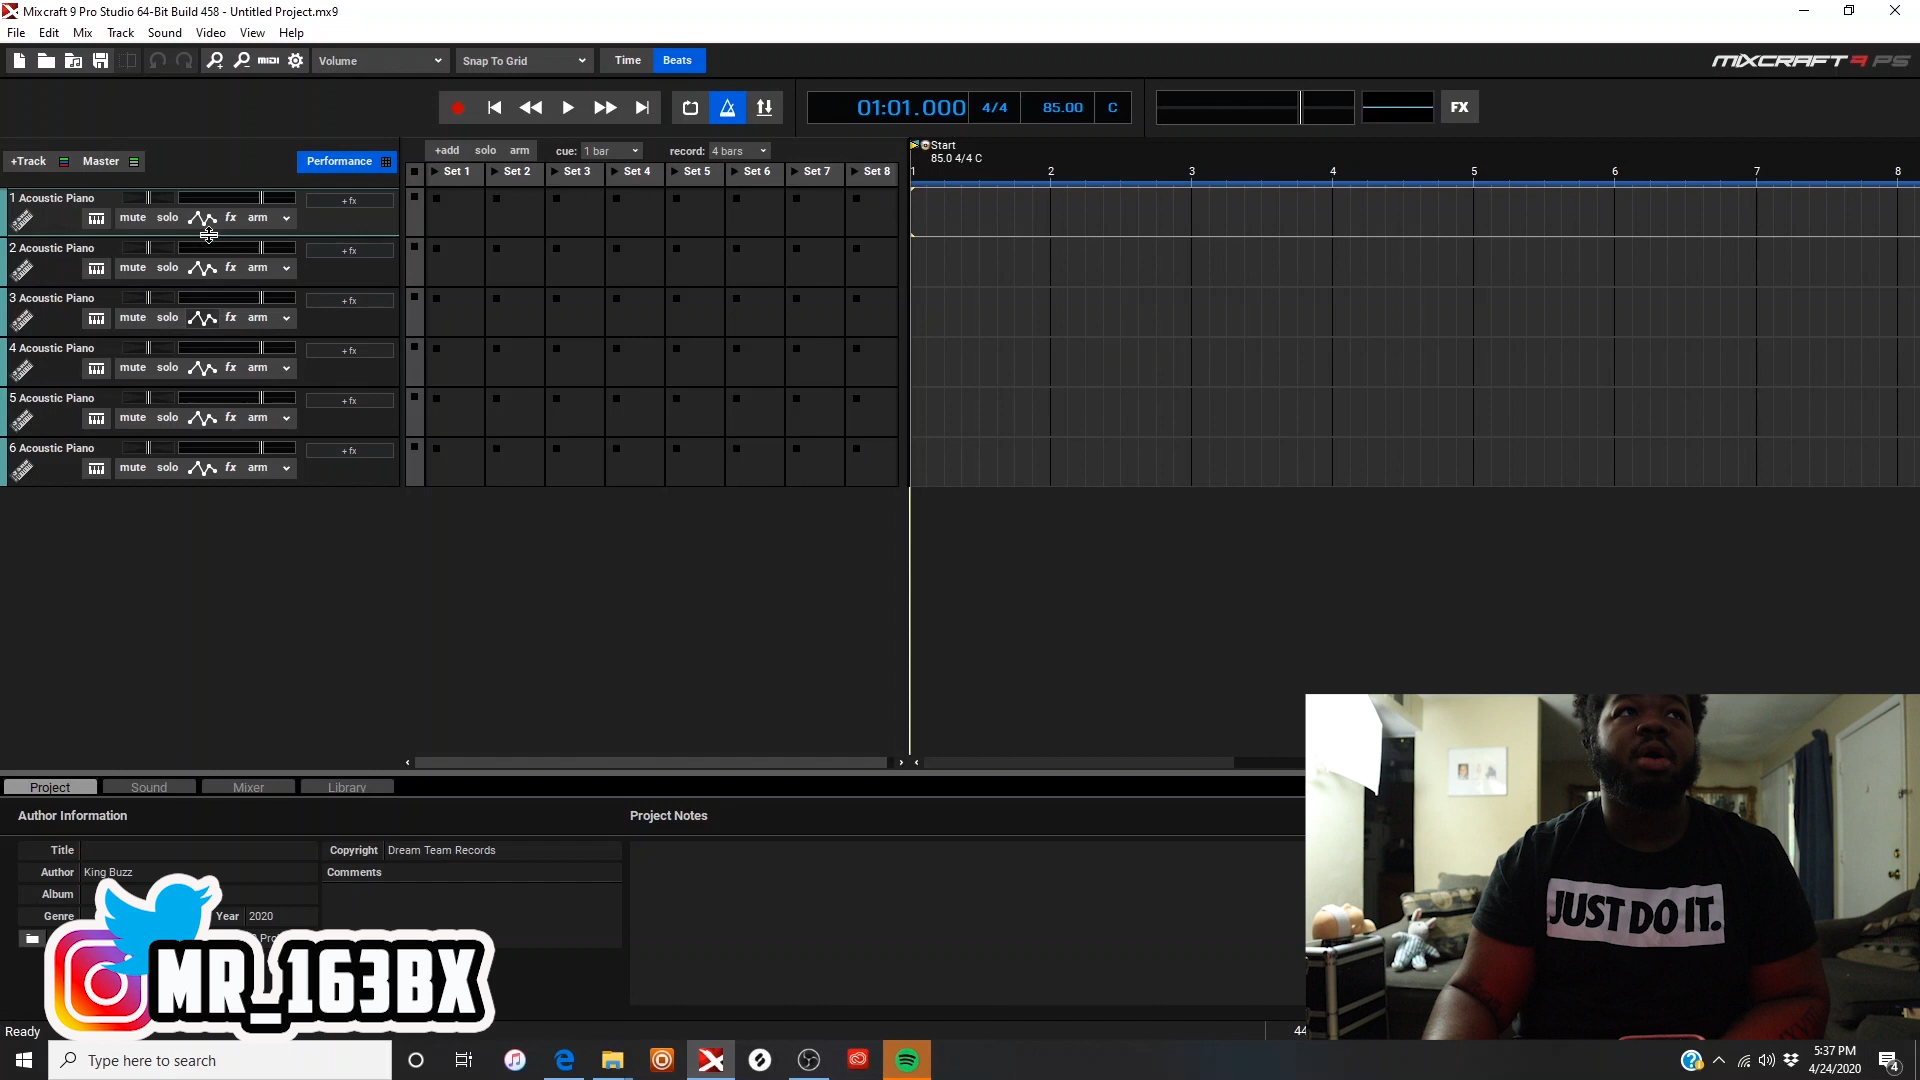 Mixcraft 9 Pro Studio 64-Bit Build 458 - Untitled Project.mx9
File Edit Mix Track Sound Video View Help
MIDI Volume Snap To Grid Time Beats MIXCRAFT 9 PS
01:01.000 4/4 85.00 C FX
+Track Master Performance
+add solo arm cue: 1 bar record: 4 bars
Set 1 Set 2 Set 3 Set 4 Set 5 Set 6 Set 7 Set 8
Start
85.0 4/4 C
1 2 3 4 5 6 7 8
1 Acoustic Piano +fx
mute solo fx arm
2 Acoustic Piano +fx
mute solo fx arm
3 Acoustic Piano +fx
mute solo fx arm
4 Acoustic Piano +fx
mute solo fx arm
5 Acoustic Piano +fx
mute solo fx arm
6 Acoustic Piano +fx
mute solo fx arm
Project Sound Mixer Library
Author Information Project Notes
Title Copyright Dream Team Records
Author King Buzz Comments
Album
Genre Year 2020
MR_163BX
JUST DO IT.
Ready 44
Type here to search
5:37 PM
4/24/2020
4